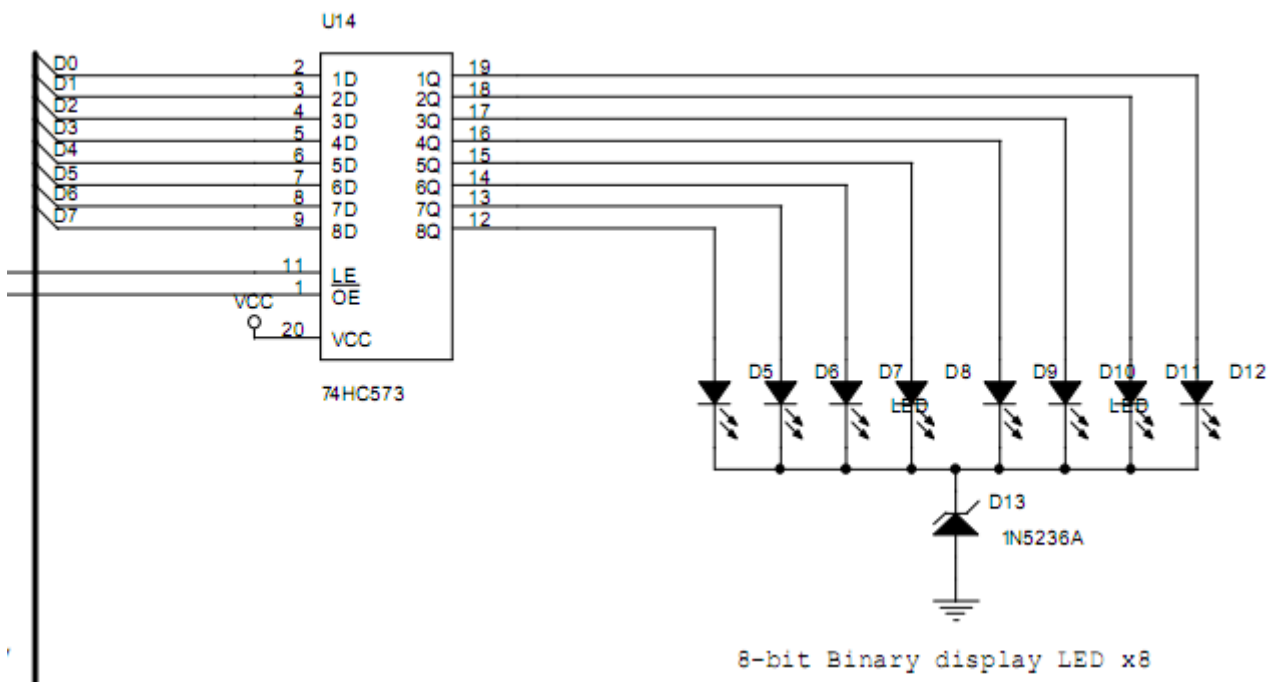 U14
D0 2 1D 1Q 19
D1 3 2D 2Q 18
D2 4 3D 3Q 17
D3 5 4D 4Q 16
D4 6 5D 5Q 15
D5 7 6D 6Q 14
D6 8 7D 7Q 13
D7 9 8D 8Q 12
11 LE
1 OE
VCC
20 VCC
74HC573
D5 D6 D7 D8 D9 D10 D11 D12
LED LED
D13
1N5236A
8-bit Binary display LED x8